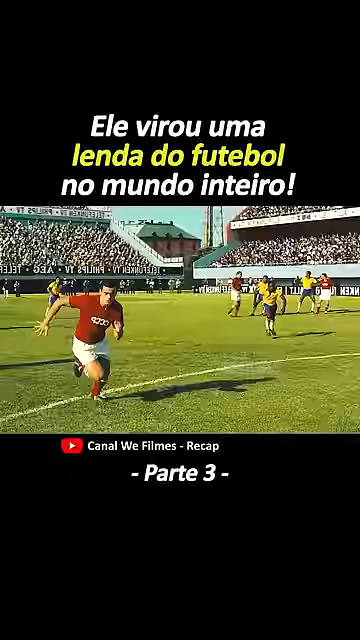 Ele virou uma
lenda do futebol
no mundo inteiro!
Canal We Filmes - Recap
- Parte 3 -